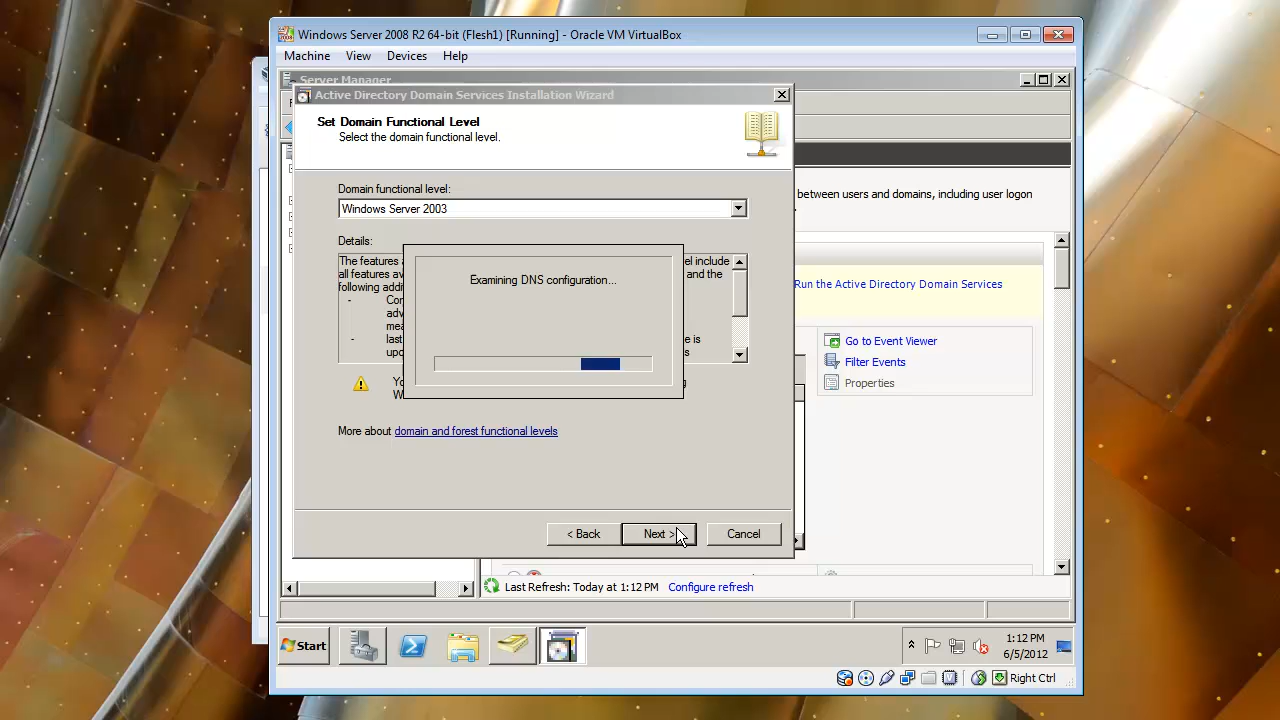 Windows Server 2008 R2 64-bit (Flesh1) [Running] - Oracle VM VirtualBox
Machine View Devices Help
Server Manager
Active Directory Domain Services Installation Wizard
Set Domain Functional Level
Select the domain functional level.
between users and domains, including user logon
Domain functional level:
Windows Server 2003
Details:
The features
el include
all features av
and the
following addi
Run the Active Directory Domain Services
Examining DNS configuration...
- Con
adv
mea
- last
e is
upd
s
Go to Event Viewer
Filter Events
Properties
Yo
g
W
More about domain and forest functional levels
< Back Next > Cancel
Last Refresh: Today at 1:12 PM Configure refresh
Start
1:12 PM
6/5/2012
Right Ctrl